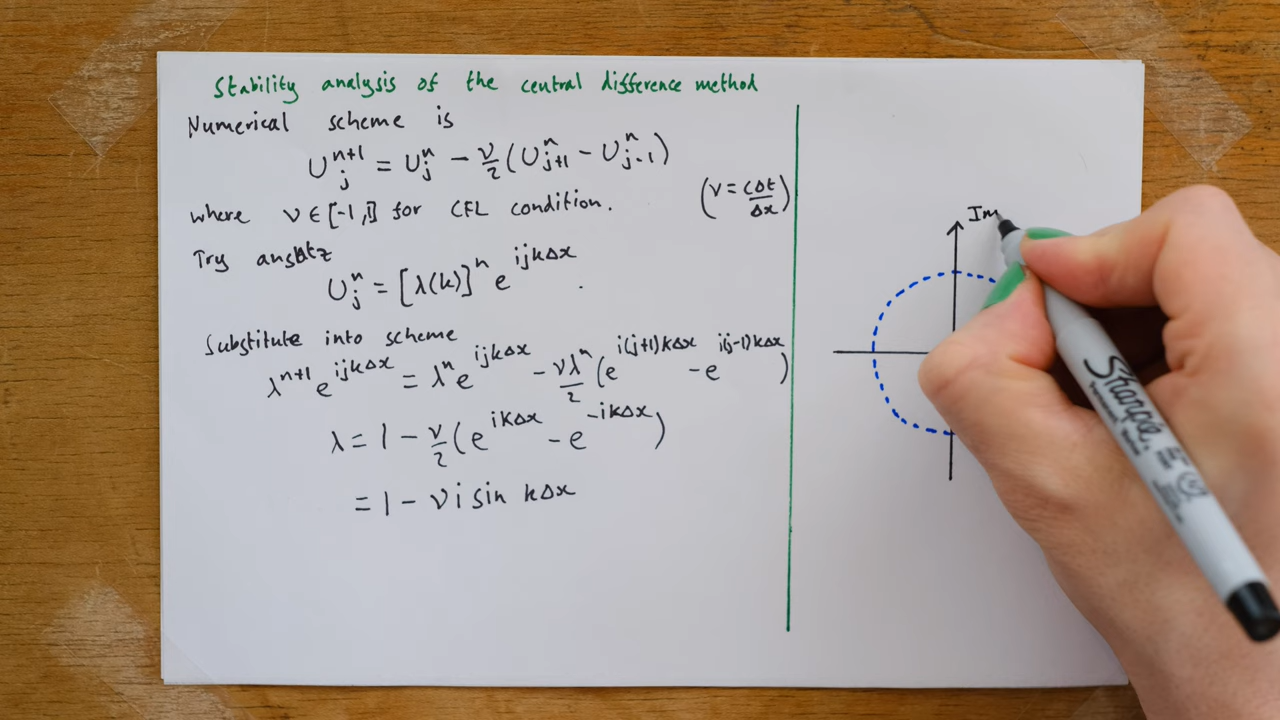 Stability analysis of the central difference method
Numerical scheme is
U_j^{n+1} = U_j^n - ν/2 (U_{j+1}^n - U_{j-1}^n)
where ν ∈ [-1,1] for CFL condition. (ν = cΔt/Δx)
Try ansatz
U_j^n = [λ(k)]^n e^{ijkΔx}.
Substitute into scheme
λ^{n+1} e^{ijkΔx} = λ^n e^{ijkΔx} - νλ^n/2 (e^{i(j+1)kΔx} - e^{i(j-1)kΔx})
λ = 1 - ν/2 (e^{ikΔx} - e^{-ikΔx})
= 1 - ν i sin kΔx
Im
Sharpie